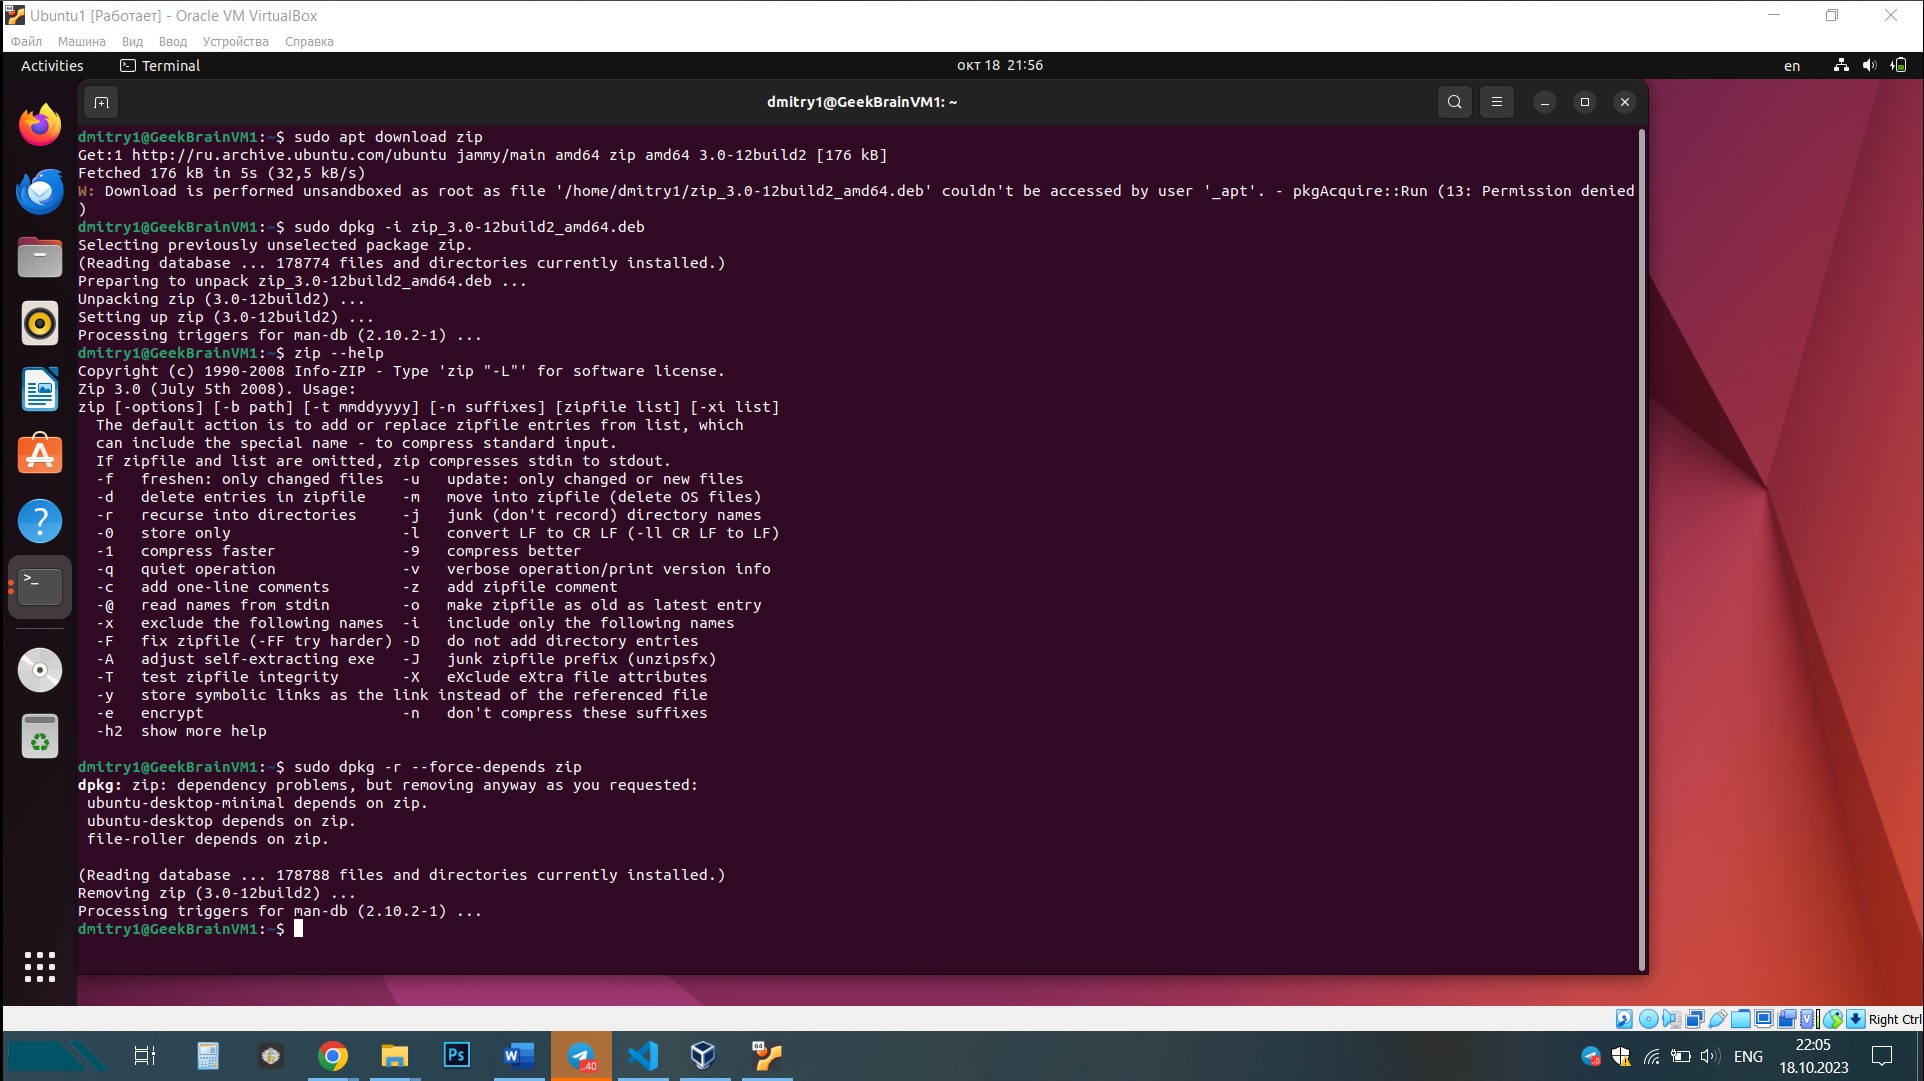 Ubuntu1 [Работает] - Oracle VM VirtualBox
Файл Машина Вид Ввод Устройства Справка
Activities Terminal окт 18 21:56 en
dmitry1@GeekBrainVM1: ~
dmitry1@GeekBrainVM1:~$ sudo apt download zip
Get:1 http://ru.archive.ubuntu.com/ubuntu jammy/main amd64 zip amd64 3.0-12build2 [176 kB]
Fetched 176 kB in 5s (32,5 kB/s)
W: Download is performed unsandboxed as root as file '/home/dmitry1/zip_3.0-12build2_amd64.deb' couldn't be accessed by user '_apt'. - pkgAcquire::Run (13: Permission denied
)
dmitry1@GeekBrainVM1:~$ sudo dpkg -i zip_3.0-12build2_amd64.deb
Selecting previously unselected package zip.
(Reading database ... 178774 files and directories currently installed.)
Preparing to unpack zip_3.0-12build2_amd64.deb ...
Unpacking zip (3.0-12build2) ...
Setting up zip (3.0-12build2) ...
Processing triggers for man-db (2.10.2-1) ...
dmitry1@GeekBrainVM1:~$ zip --help
Copyright (c) 1990-2008 Info-ZIP - Type 'zip "-L"' for software license.
Zip 3.0 (July 5th 2008). Usage:
zip [-options] [-b path] [-t mmddyyyy] [-n suffixes] [zipfile list] [-xi list]
  The default action is to add or replace zipfile entries from list, which
  can include the special name - to compress standard input.
  If zipfile and list are omitted, zip compresses stdin to stdout.
  -f   freshen: only changed files  -u   update: only changed or new files
  -d   delete entries in zipfile    -m   move into zipfile (delete OS files)
  -r   recurse into directories     -j   junk (don't record) directory names
  -0   store only                   -l   convert LF to CR LF (-ll CR LF to LF)
  -1   compress faster              -9   compress better
  -q   quiet operation              -v   verbose operation/print version info
  -c   add one-line comments        -z   add zipfile comment
  -@   read names from stdin        -o   make zipfile as old as latest entry
  -x   exclude the following names  -i   include only the following names
  -F   fix zipfile (-FF try harder) -D   do not add directory entries
  -A   adjust self-extracting exe   -J   junk zipfile prefix (unzipsfx)
  -T   test zipfile integrity       -X   eXclude eXtra file attributes
  -y   store symbolic links as the link instead of the referenced file
  -e   encrypt                      -n   don't compress these suffixes
  -h2  show more help
dmitry1@GeekBrainVM1:~$ sudo dpkg -r --force-depends zip
dpkg: zip: dependency problems, but removing anyway as you requested:
 ubuntu-desktop-minimal depends on zip.
 ubuntu-desktop depends on zip.
 file-roller depends on zip.
(Reading database ... 178788 files and directories currently installed.)
Removing zip (3.0-12build2) ...
Processing triggers for man-db (2.10.2-1) ...
dmitry1@GeekBrainVM1:~$
Right Ctrl
Ps W 40 64 ENG 22:05
18.10.2023